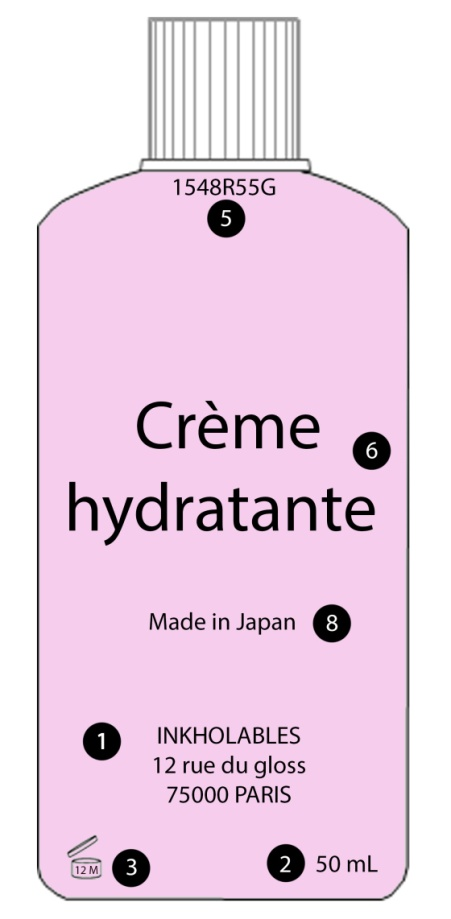 1548R55G
5
Crème
6
hydratante
Made in Japan 8
1 INKHOLABLES
12 rue du gloss
75000 PARIS
12 M 3 2 50 mL